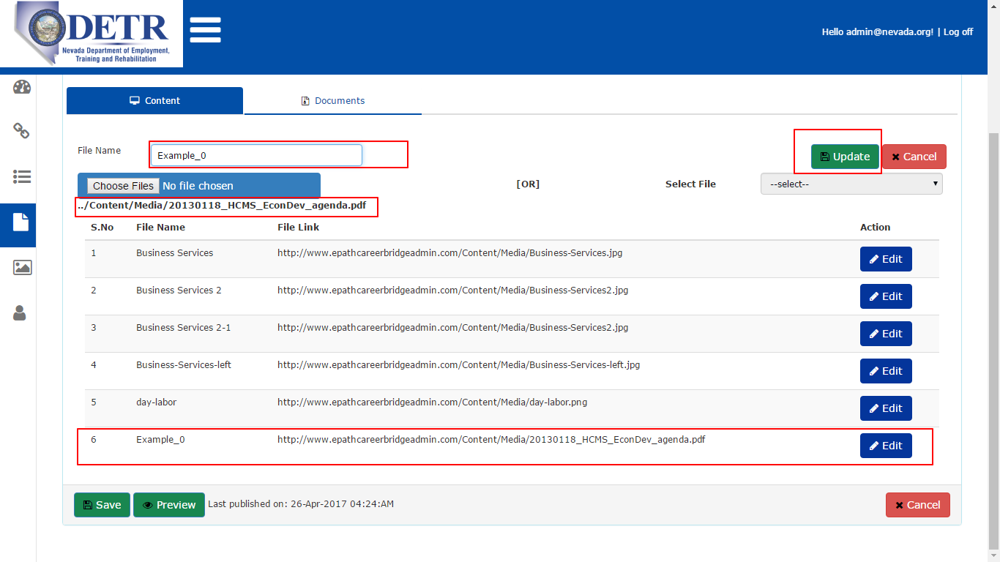 DETR
Nevada Department of Employment,
Training and Rehabilitation
Hello admin@nevada.org! | Log off
Content
Documents
File Name
Example_0
Update
Cancel
Choose Files No file chosen
[OR]
Select File
--select--
../Content/Media/20130118_HCMS_EconDev_agenda.pdf
S.No File Name File Link Action
1 Business Services http://www.epathcareerbridgeadmin.com/Content/Media/Business-Services.jpg Edit
2 Business Services 2 http://www.epathcareerbridgeadmin.com/Content/Media/Business-Services2.jpg Edit
3 Business Services 2-1 http://www.epathcareerbridgeadmin.com/Content/Media/Business-Services2.jpg Edit
4 Business-Services-left http://www.epathcareerbridgeadmin.com/Content/Media/Business-Services-left.jpg Edit
5 day-labor http://www.epathcareerbridgeadmin.com/Content/Media/day-labor.png Edit
6 Example_0 http://www.epathcareerbridgeadmin.com/Content/Media/20130118_HCMS_EconDev_agenda.pdf Edit
Save Preview Last published on: 26-Apr-2017 04:24:AM Cancel